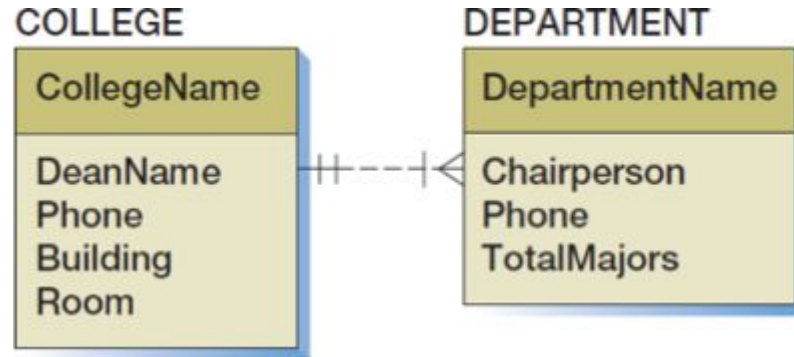 COLLEGE
CollegeName
DeanName
Phone
Building
Room
DEPARTMENT
DepartmentName
Chairperson
Phone
TotalMajors